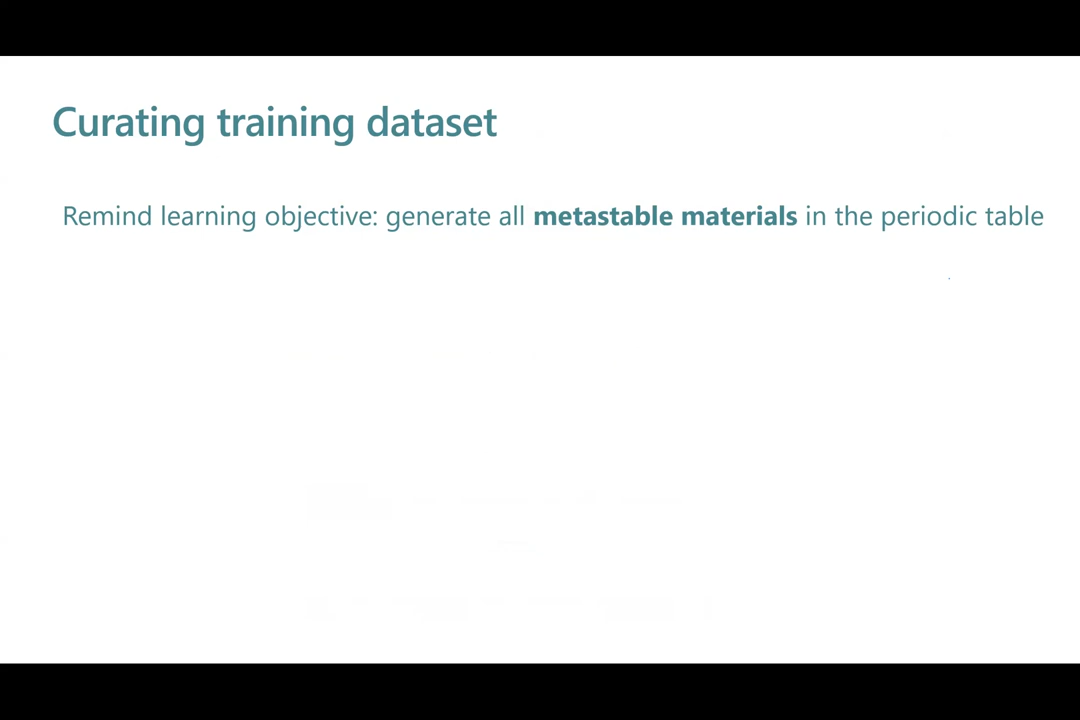 Curating training dataset
Remind learning objective: generate all metastable materials in the periodic table